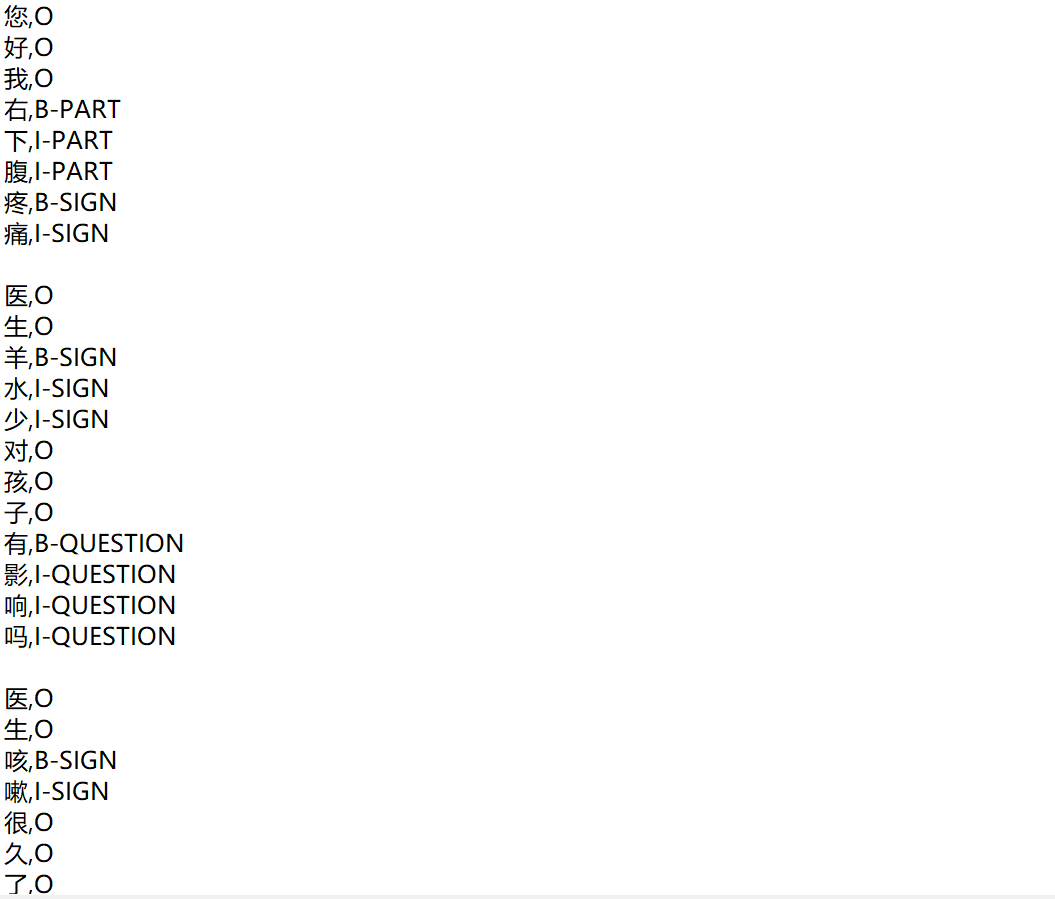 您,O
好,O
我,O
右,B-PART
下,I-PART
腹,I-PART
疼,B-SIGN
痛,I-SIGN

医,O
生,O
羊,B-SIGN
水,I-SIGN
少,I-SIGN
对,O
孩,O
子,O
有,B-QUESTION
影,I-QUESTION
响,I-QUESTION
吗,I-QUESTION

医,O
生,O
咳,B-SIGN
嗽,I-SIGN
很,O
久,O
了,O